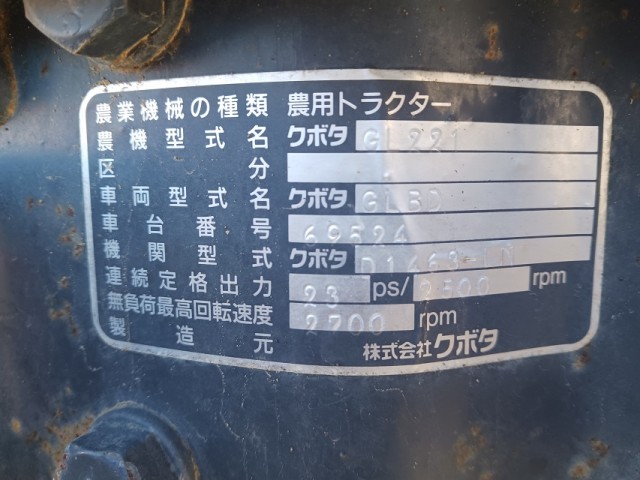 農業機械の種類 農用トラクター
農機型式名 クボタ GL221
区分
車両型式名 クボタ GLBD
車台番号 69524
機関型式 クボタ D1463-1N
連続定格出力 23 ps/2500 rpm
無負荷最高回転速度 2700 rpm
製造元 株式会社クボタ